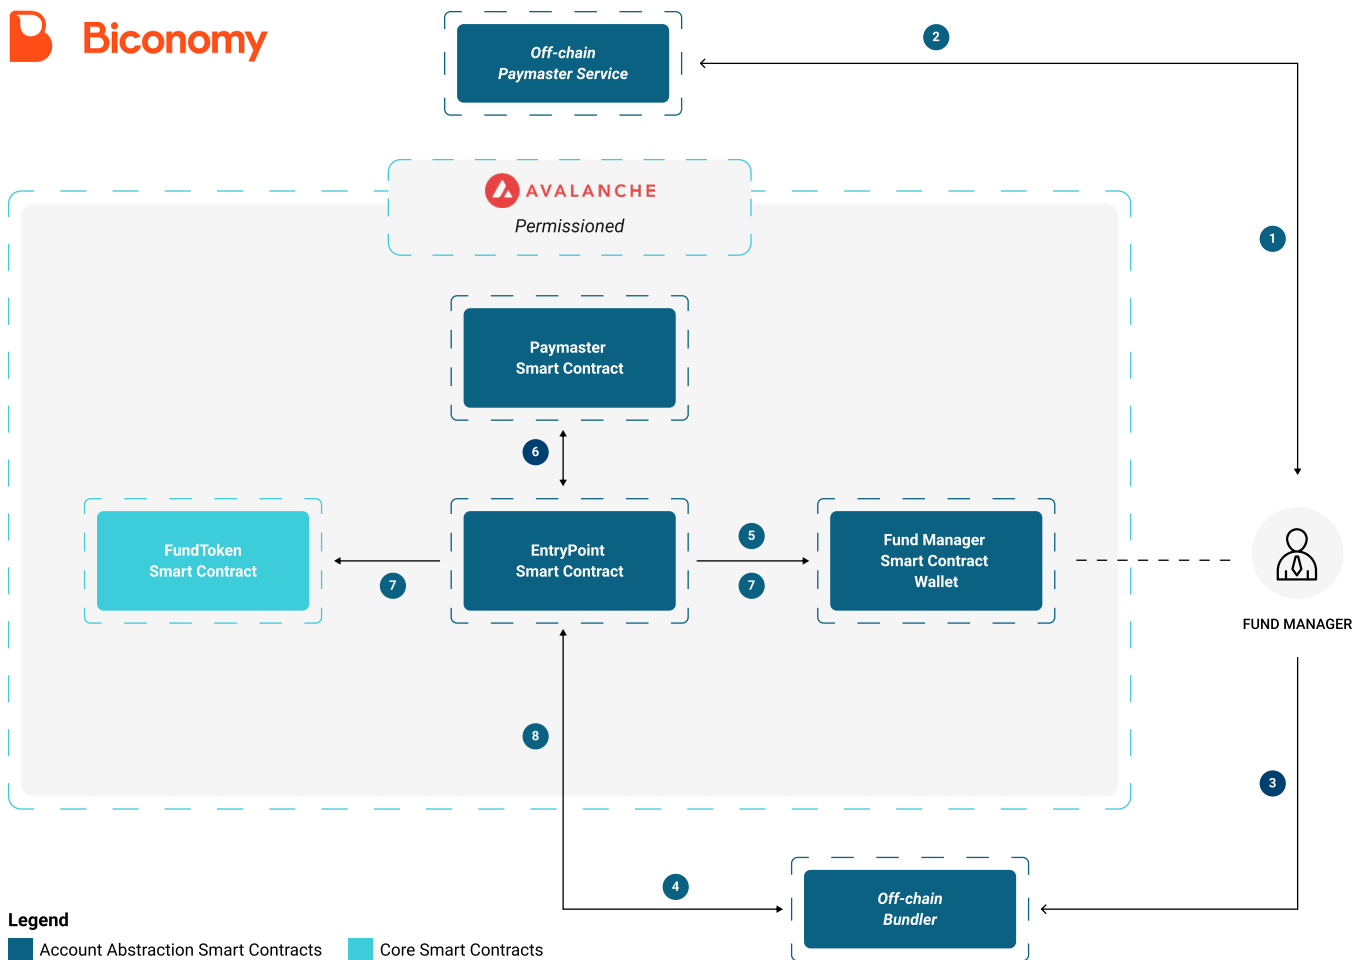 Biconomy
Off-chain
Paymaster Service
2
AVALANCHE
Permissioned
1
Paymaster
Smart Contract
6
FundToken
Smart Contract
7
EntryPoint
Smart Contract
5
7
Fund Manager
Smart Contract
Wallet
FUND MANAGER
8
3
4
Off-chain
Bundler
Legend
Account Abstraction Smart Contracts
Core Smart Contracts